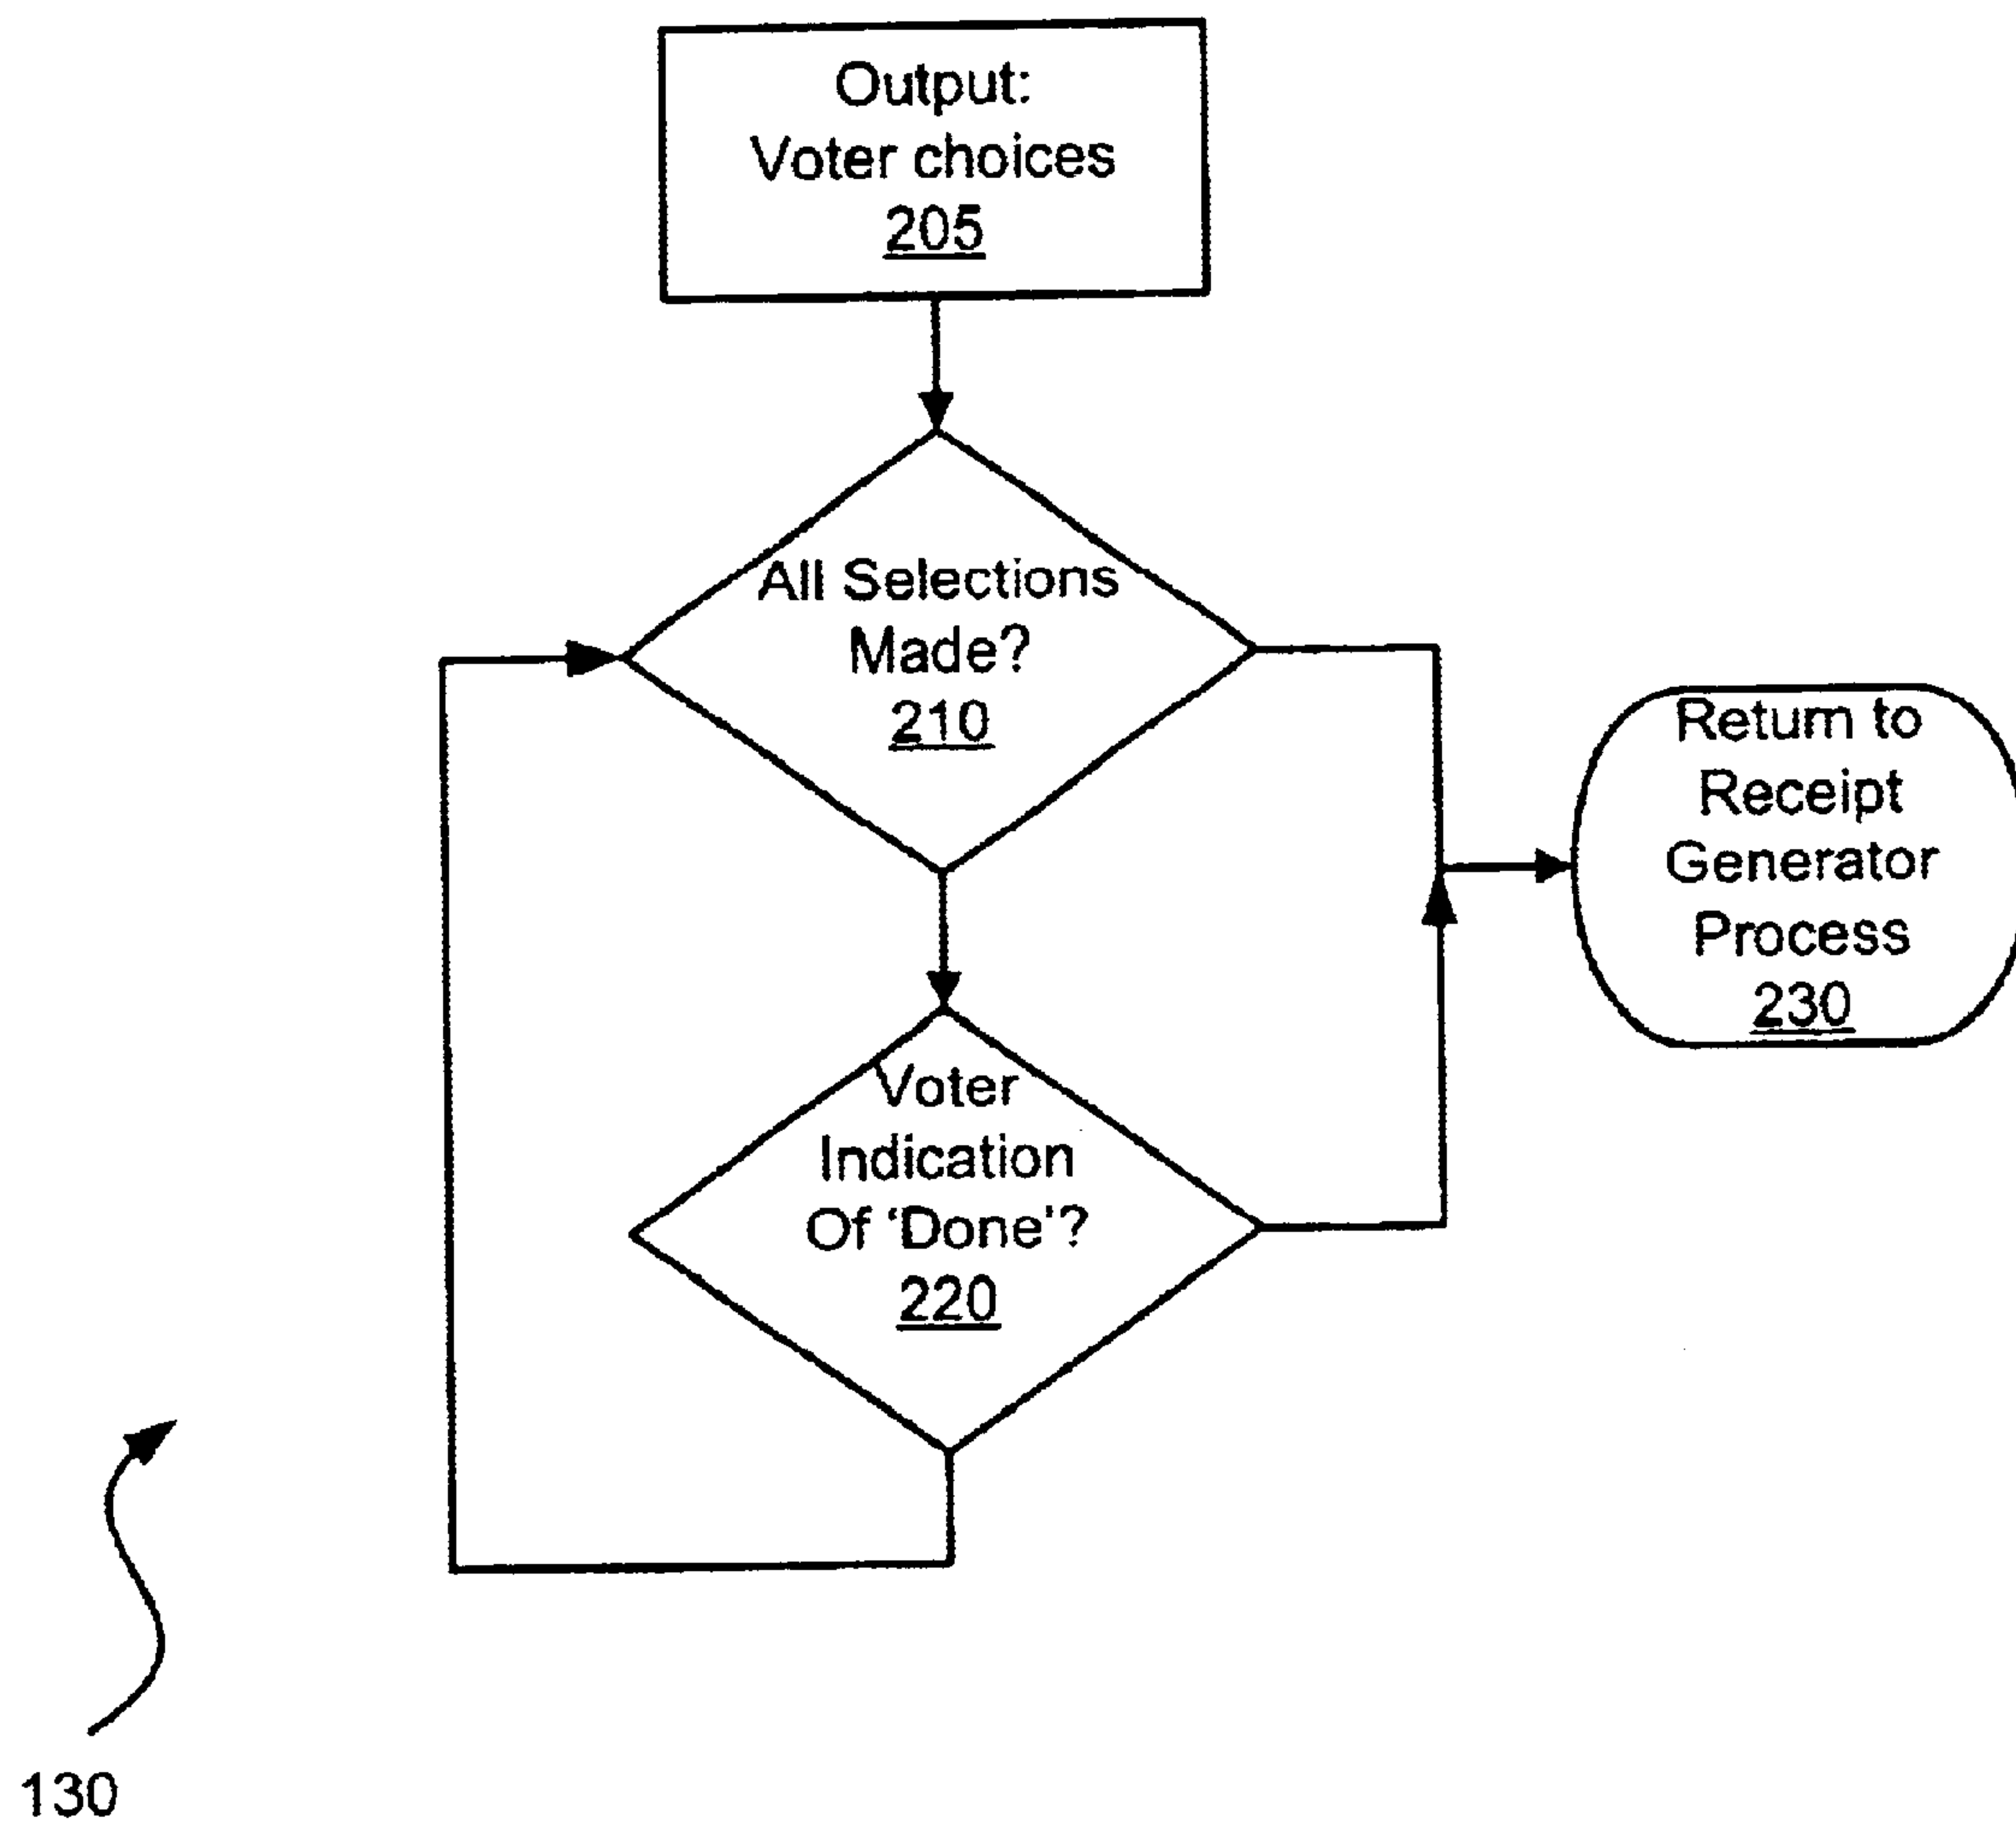 Output:
Voter choices
205
All Selections
Made?
210
Return to
Receipt
Generator
Process
230
Voter
Indication
Of ‘Done’?
220
130